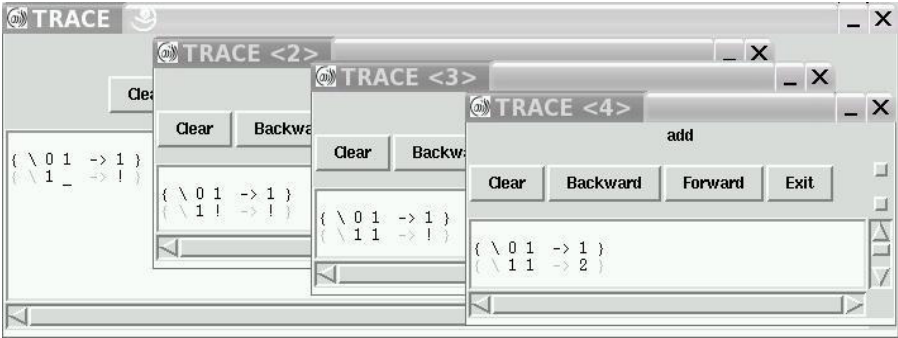 TRACE
Clea
{ \ 0 1 -> 1 }
{ \ 1 _ -> ! }
TRACE <2>
Clear Backwa
{ \ 0 1 -> 1 }
{ \ 1 ! -> ! }
TRACE <3>
Clear Backw
{ \ 0 1 -> 1 }
{ \ 1 1 -> ! }
TRACE <4>
add
Clear Backward Forward Exit
{ \ 0 1 -> 1 }
{ \ 1 1 -> 2 }